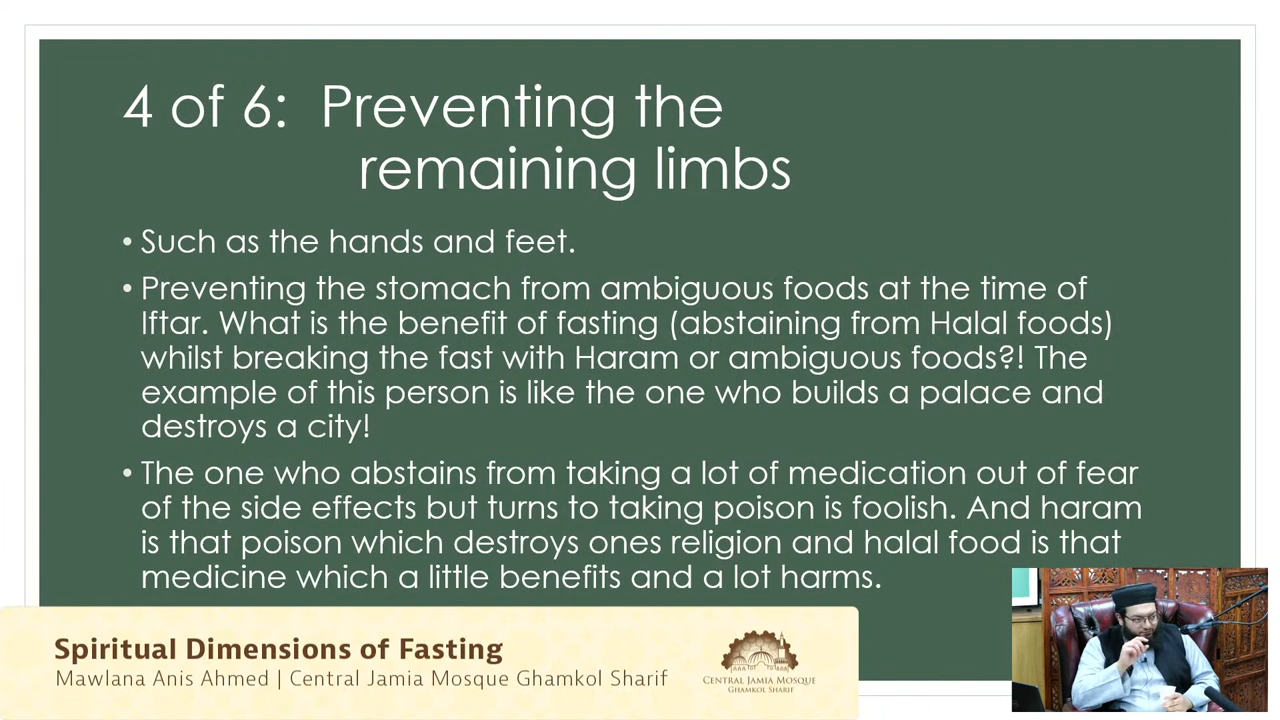 4 of 6: Preventing the
remaining limbs
• Such as the hands and feet.
• Preventing the stomach from ambiguous foods at the time of
Iftar. What is the benefit of fasting (abstaining from Halal foods)
whilst breaking the fast with Haram or ambiguous foods?! The
example of this person is like the one who builds a palace and
destroys a city!
• The one who abstains from taking a lot of medication out of fear
of the side effects but turns to taking poison is foolish. And haram
is that poison which destroys ones religion and halal food is that
medicine which a little benefits and a lot harms.
Spiritual Dimensions of Fasting
Mawlana Anis Ahmed | Central Jamia Mosque Ghamkol Sharif
CENTRAL JAMIA MOSQUE
GHAMKOL SHARIF